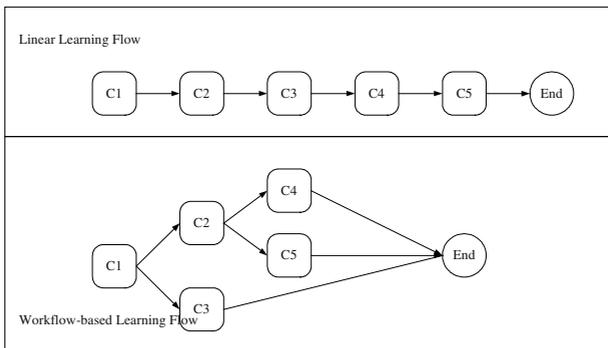 Linear Learning Flow
C1 C2 C3 C4 C5 End
C4
C2
C5 End
C1
C3
Workflow-based Learning Flow